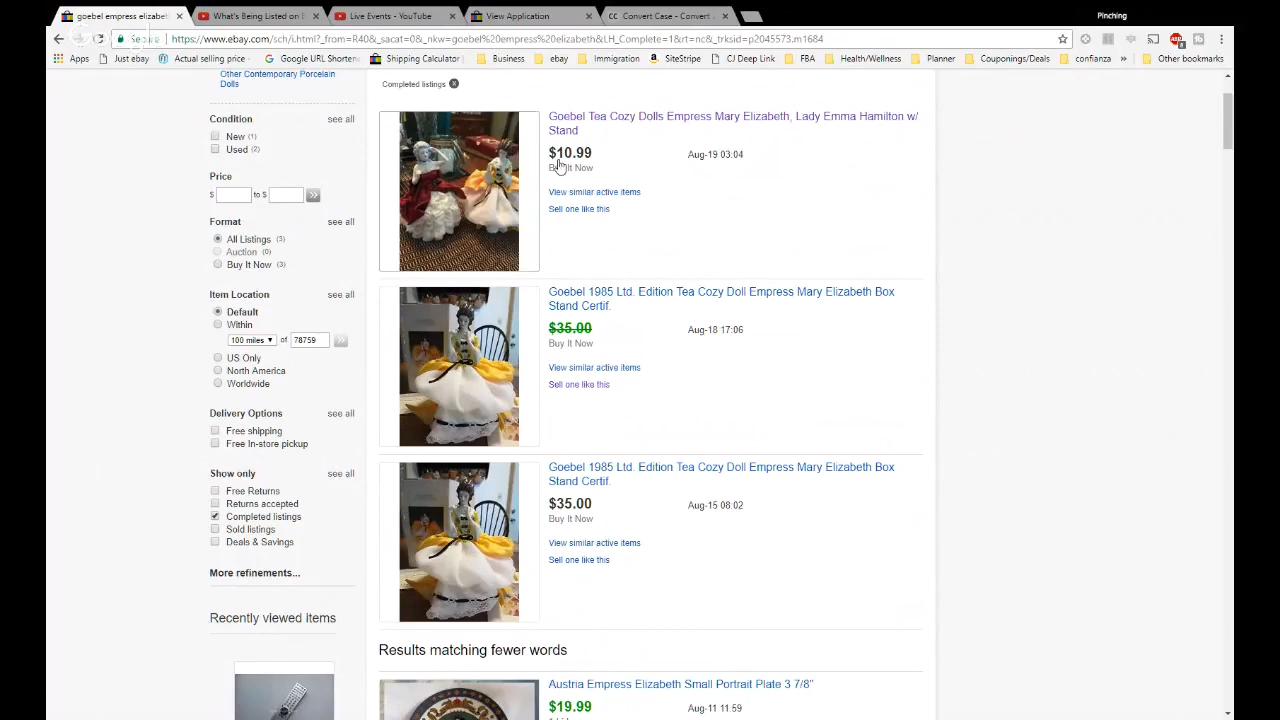 goebel empress elizabeth
What's Being Listed on E
Live Events - YouTube
View Application
CC Convert Case - Convert
Pinching
Secure
https://www.ebay.com/sch/i.html?_from=R40&_sacat=0&_nkw=goebel%20empress%20elizabeth&LH_Complete=1&rt=nc&_trksid=p2045573.m1684
Apps
Just ebay
Actual selling price
Google URL Shortene
Shipping Calculator
Business
ebay
Immigration
SiteStripe
CJ Deep Link
FBA
Health/Wellness
Planner
Coupons/Deals
confianza
»
Other bookmarks
Other Contemporary Porcelain
Dolls
Completed listings
Condition see all
New (1)
Used (2)
Price
$ to $ »
Format see all
All Listings (3)
Auction (0)
Buy It Now (3)
Item Location see all
Default
Within
100 miles of 78759 »
US Only
North America
Worldwide
Delivery Options see all
Free shipping
Free In-store pickup
Show only see all
Free Returns
Returns accepted
Completed listings
Sold listings
Deals & Savings
More refinements...
Recently viewed items
Goebel Tea Cozy Dolls Empress Mary Elizabeth, Lady Emma Hamilton w/
Stand
$10.99 Aug-19 03:04
Buy It Now
View similar active items
Sell one like this
Goebel 1985 Ltd. Edition Tea Cozy Doll Empress Mary Elizabeth Box
Stand Certif.
$35.00 Aug-18 17:06
Buy It Now
View similar active items
Sell one like this
Goebel 1985 Ltd. Edition Tea Cozy Doll Empress Mary Elizabeth Box
Stand Certif.
$35.00 Aug-15 08:02
Buy It Now
View similar active items
Sell one like this
Results matching fewer words
Austria Empress Elizabeth Small Portrait Plate 3 7/8"
$19.99 Aug-11 11:59